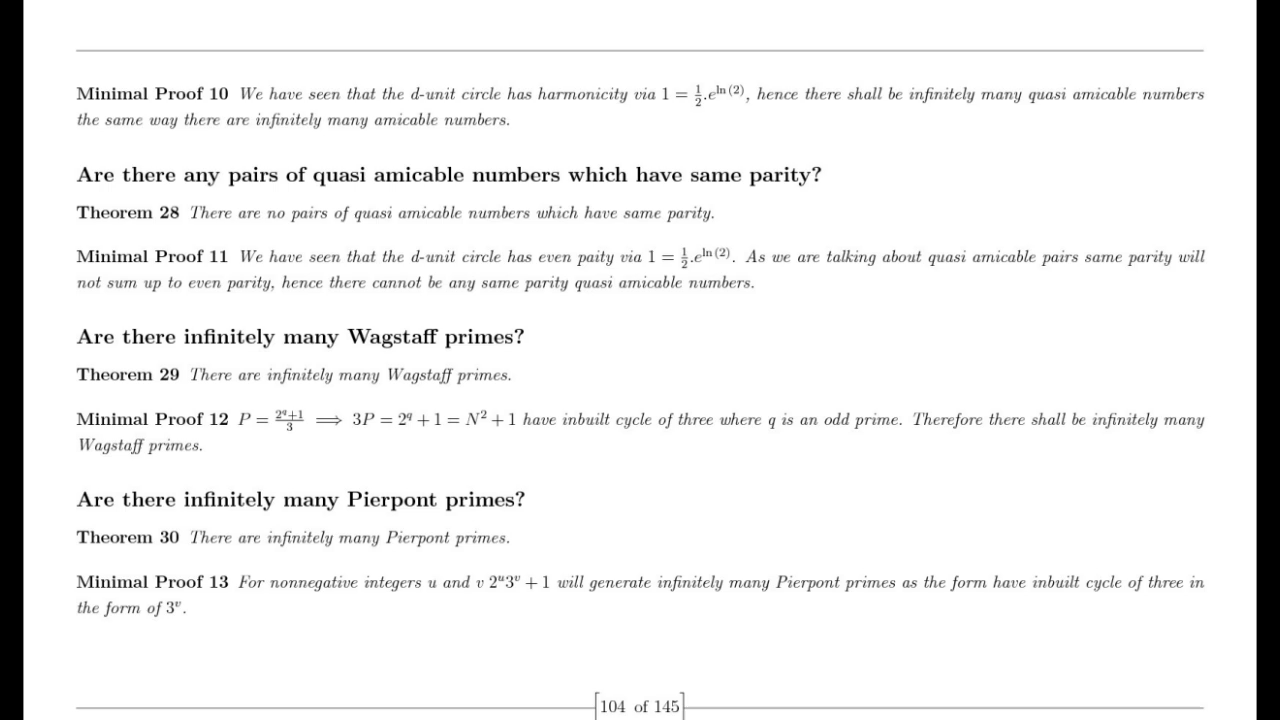 Minimal Proof 10 We have seen that the d-unit circle has harmonicity via 1 = ½.e^ln(2), hence there shall be infinitely many quasi amicable numbers
the same way there are infinitely many amicable numbers.
Are there any pairs of quasi amicable numbers which have same parity?
Theorem 28 There are no pairs of quasi amicable numbers which have same parity.
Minimal Proof 11 We have seen that the d-unit circle has even paity via 1 = ½.e^ln(2). As we are talking about quasi amicable pairs same parity will
not sum up to even parity, hence there cannot be any same parity quasi amicable numbers.
Are there infinitely many Wagstaff primes?
Theorem 29 There are infinitely many Wagstaff primes.
Minimal Proof 12 P = (2^q+1)/3 ⟹ 3P = 2^q + 1 = N² + 1 have inbuilt cycle of three where q is an odd prime. Therefore there shall be infinitely many
Wagstaff primes.
Are there infinitely many Pierpont primes?
Theorem 30 There are infinitely many Pierpont primes.
Minimal Proof 13 For nonnegative integers u and v 2^u3^v + 1 will generate infinitely many Pierpont primes as the form have inbuilt cycle of three in
the form of 3^v.
[104 of 145]